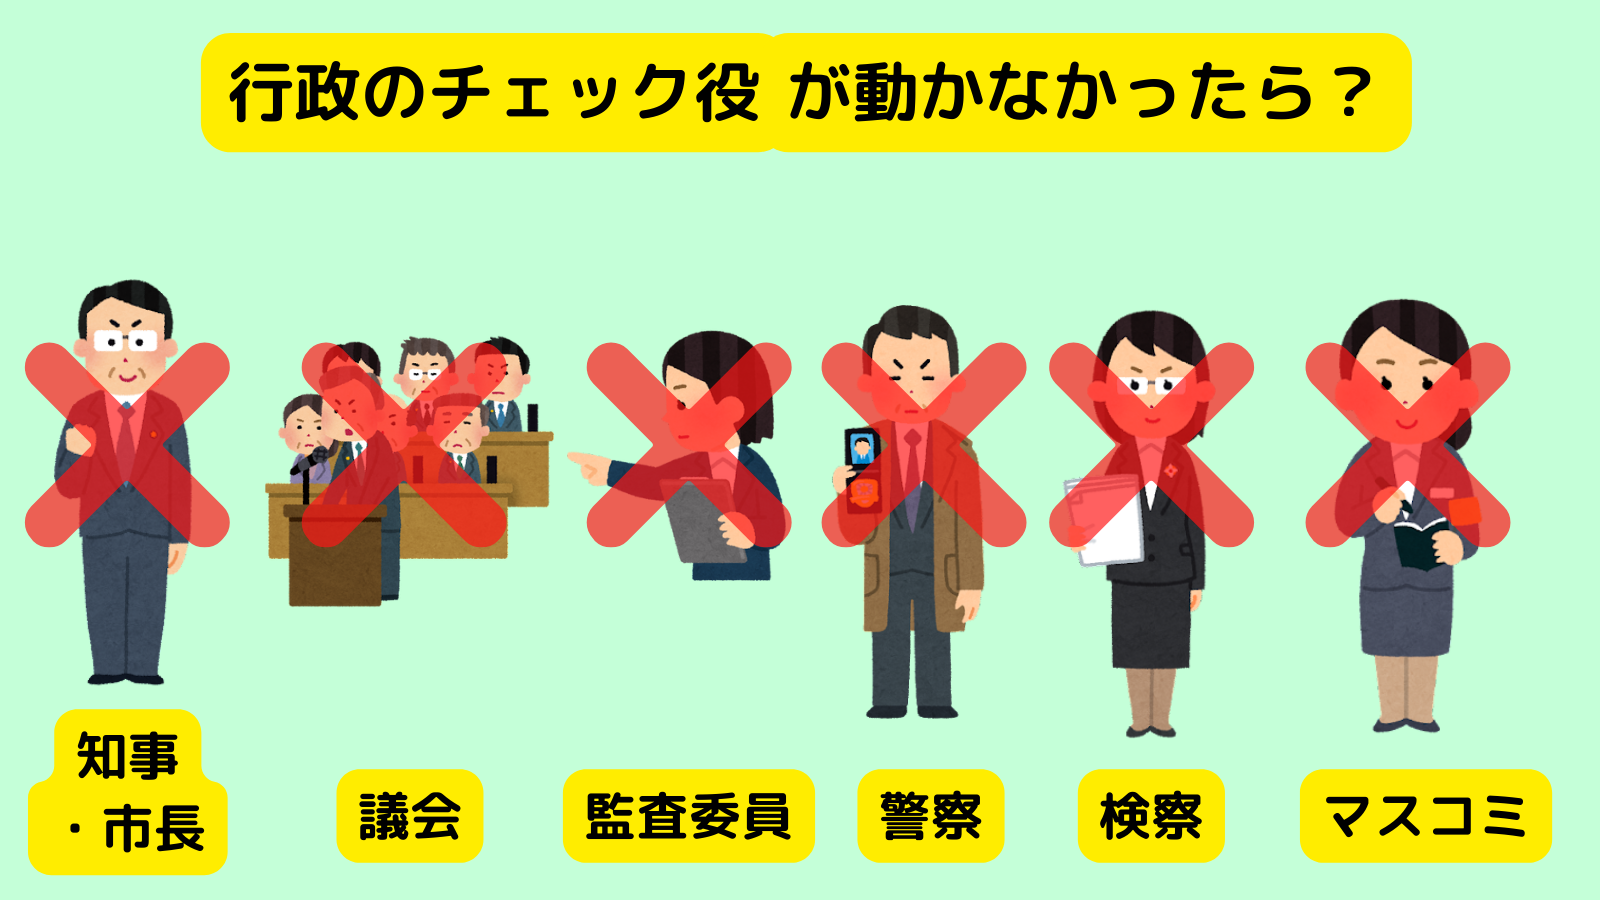 行政のチェック役 が動かなかったら？
知事
・市長
議会
監査委員
警察
検察
マスコミ